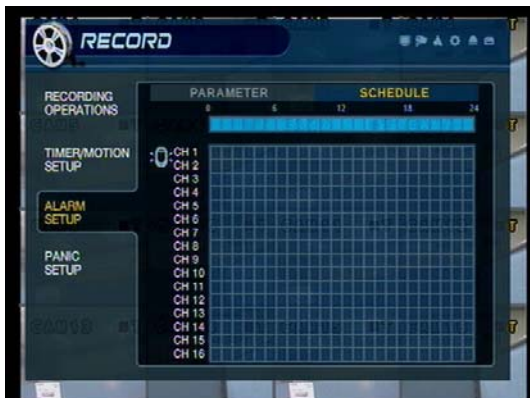 RECORD
RECORDING
OPERATIONS
TIMER/MOTION
SETUP
ALARM
SETUP
PANIC
SETUP
PARAMETER SCHEDULE
0 6 12 18 24
CH 1
CH 2
CH 3
CH 4
CH 5
CH 6
CH 7
CH 8
CH 9
CH 10
CH 11
CH 12
CH 13
CH 14
CH 15
CH 16
CAM13
T
T
T
T